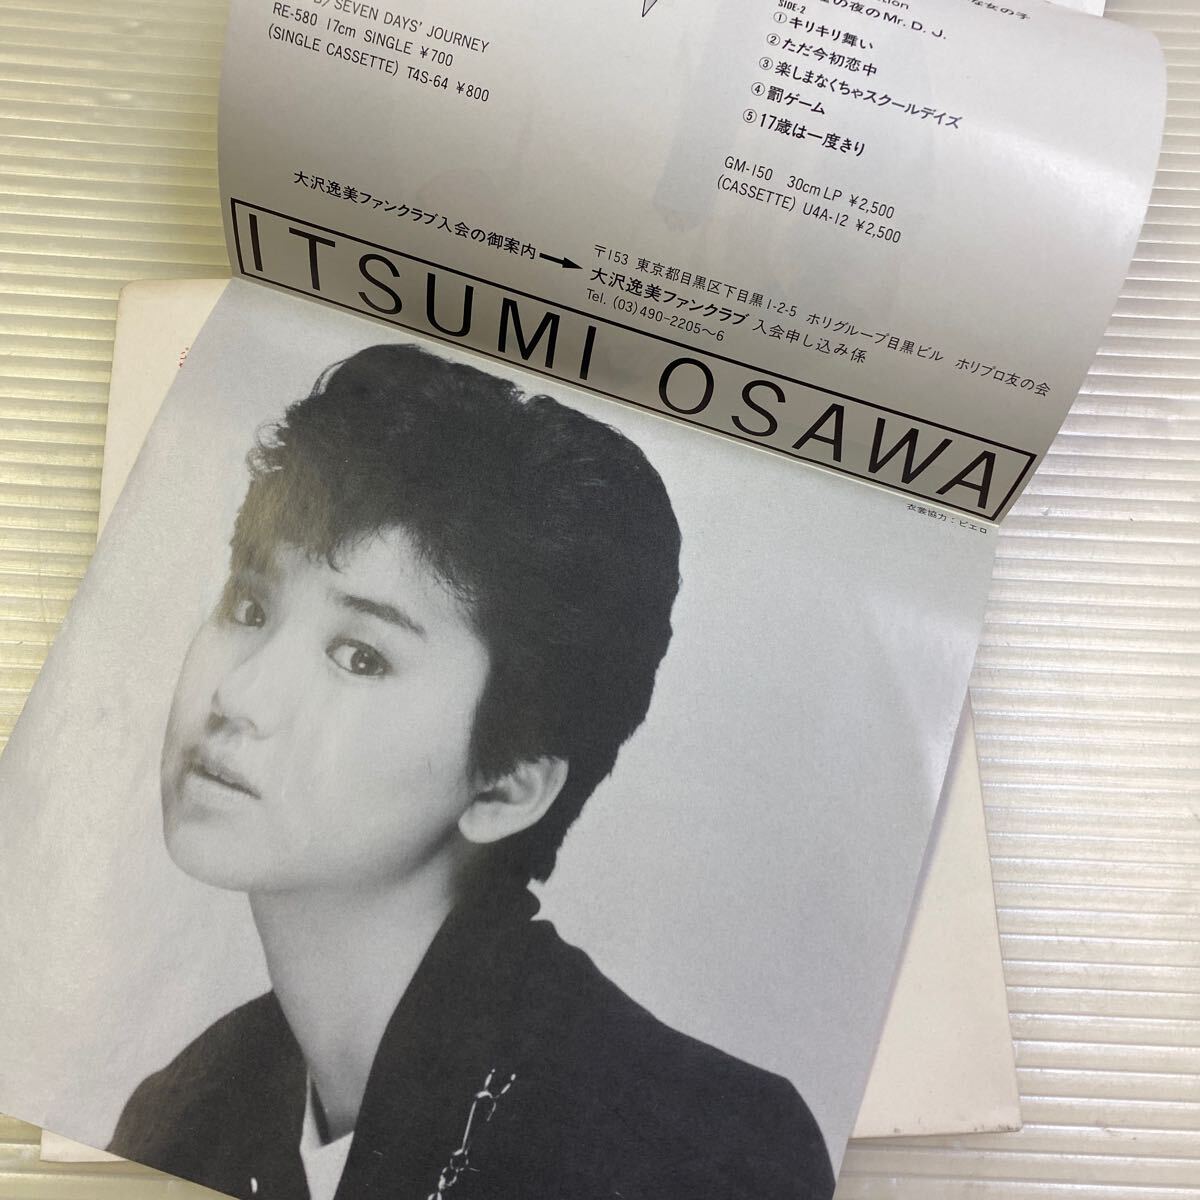 SEVEN DAYS' JOURNEY
RE-580 17cm SINGLE ¥700
(SINGLE CASSETTE) T4S-64 ¥800
な女の子
の夜のMr. D. J.
SIDE-2
①キリキリ舞い
②ただ今初恋中
③楽しまなくちゃスクールデイズ
④罰ゲーム
⑤17歳は一度きり
GM-150 30cm LP ¥2,500
(CASSETTE) U4A-12 ¥2,500
大沢逸美ファンクラブ入会の御案内→
〒153 東京都目黒区下目黒1-2-5 ホリグループ目黒ビル ホリプロ友の会
大沢逸美ファンクラブ 入会申し込み係
Tel. (03)490-2205〜6
ITSUMI OSAWA
衣裳協力：ピエロ